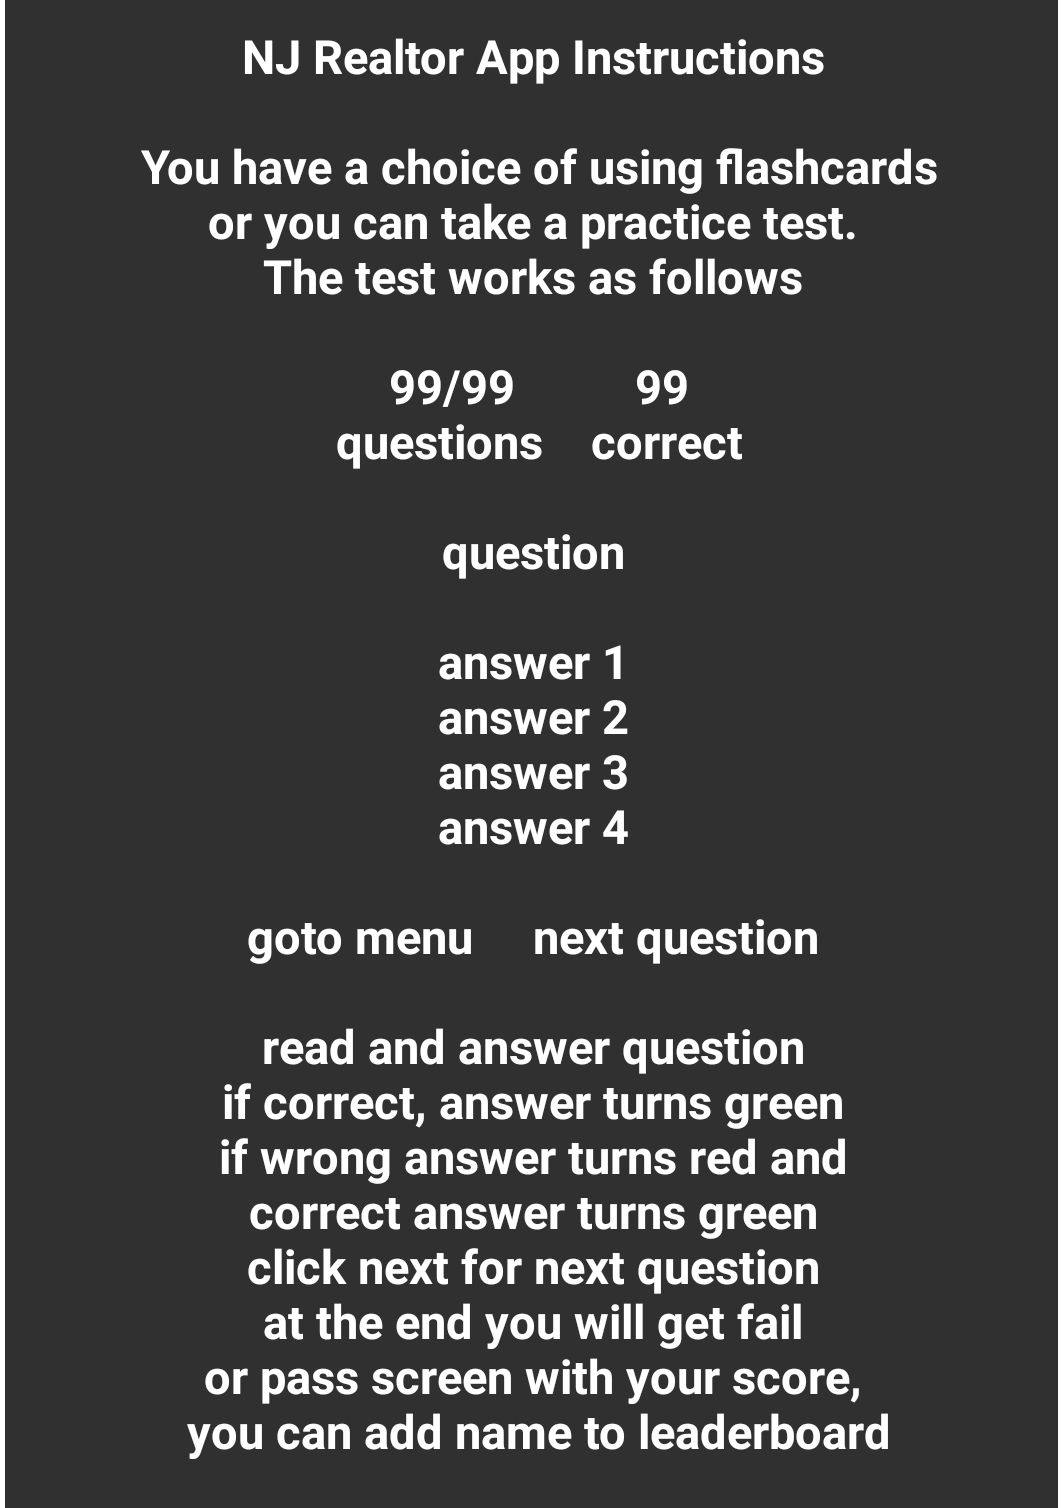 NJ Realtor App Instructions
You have a choice of using flashcards
or you can take a practice test.
The test works as follows
99/99 99
questions correct
question
answer 1
answer 2
answer 3
answer 4
goto menu next question
read and answer question
if correct, answer turns green
if wrong answer turns red and
correct answer turns green
click next for next question
at the end you will get fail
or pass screen with your score,
you can add name to leaderboard